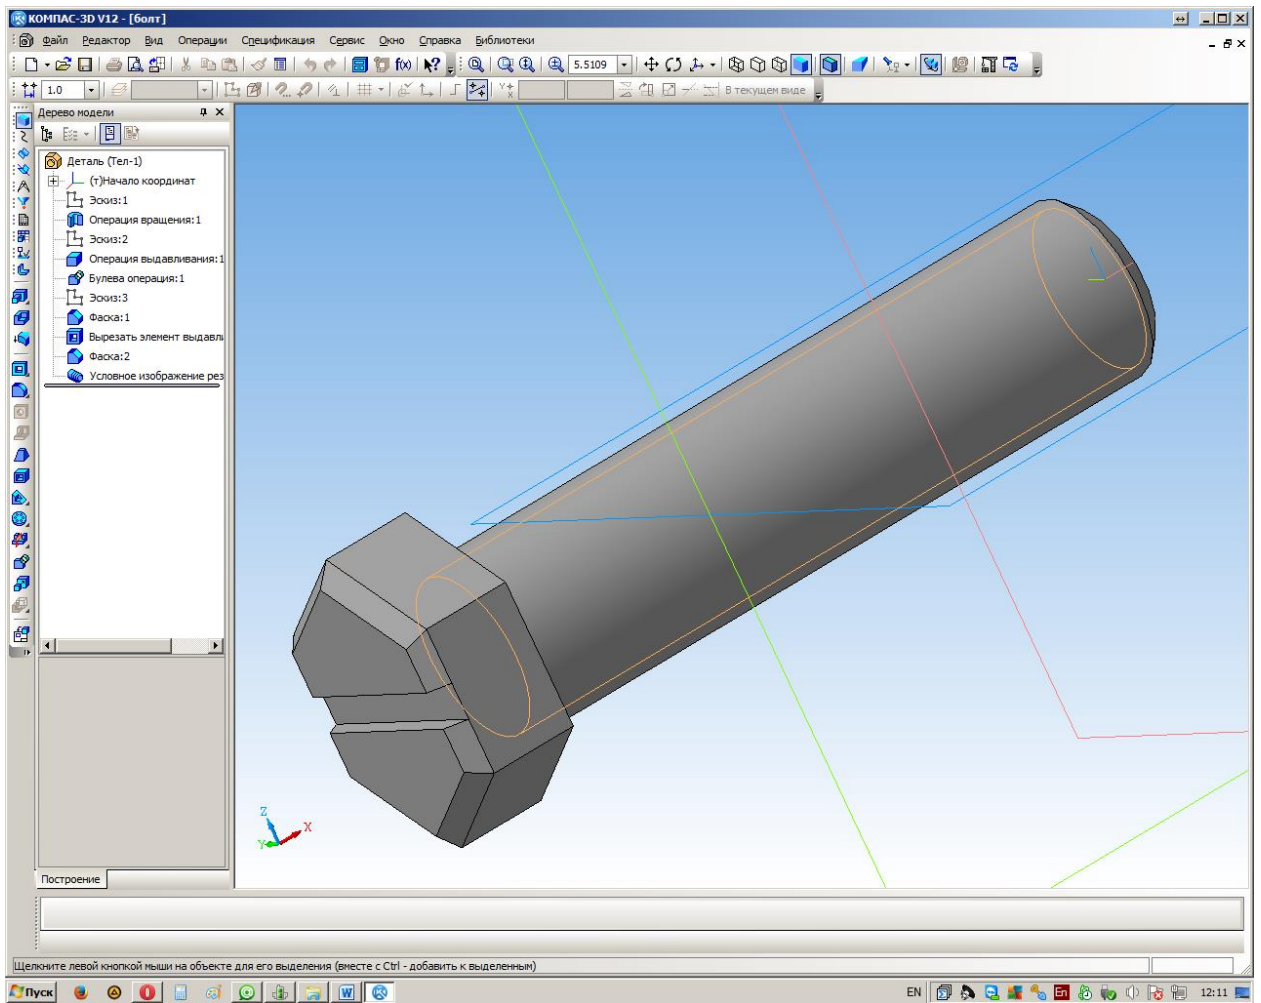 КОМПАС-3D V12 - [болт]
Файл Редактор Вид Операции Спецификация Сервис Окно Справка Библиотеки
5.5109
1.0 В текущем виде
Дерево модели
Деталь (Тел-1)
(т)Начало координат
Эскиз:1
Операция вращения:1
Эскиз:2
Операция выдавливания:1
Булева операция:1
Эскиз:3
Фаска:1
Вырезать элемент выдавли
Фаска:2
Условное изображение рез
Z
X
Y
Построение
Щелкните левой кнопкой мыши на объекте для его выделения (вместе с Ctrl - добавить к выделенным)
Пуск EN En 12:11